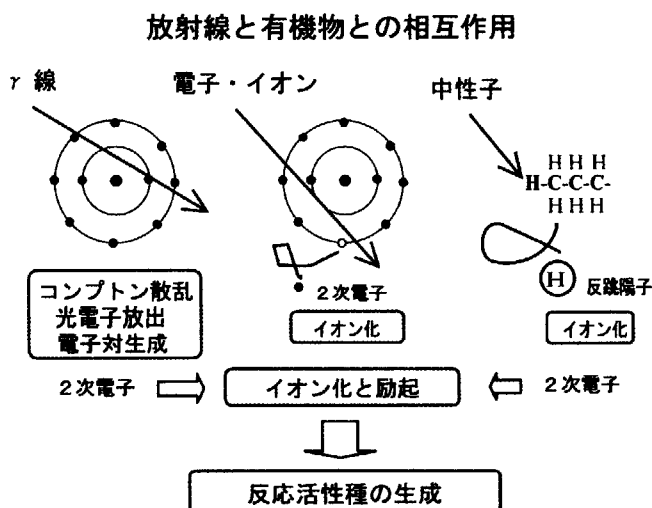 放射線と有機物との相互作用
γ 線
電子・イオン
中性子
H H H
H-C-C-C-
H H H
H
反跳陽子
コンプトン散乱
光電子放出
電子対生成
2次電子
イオン化
イオン化
2次電子
イオン化と励起
2次電子
反応活性種の生成